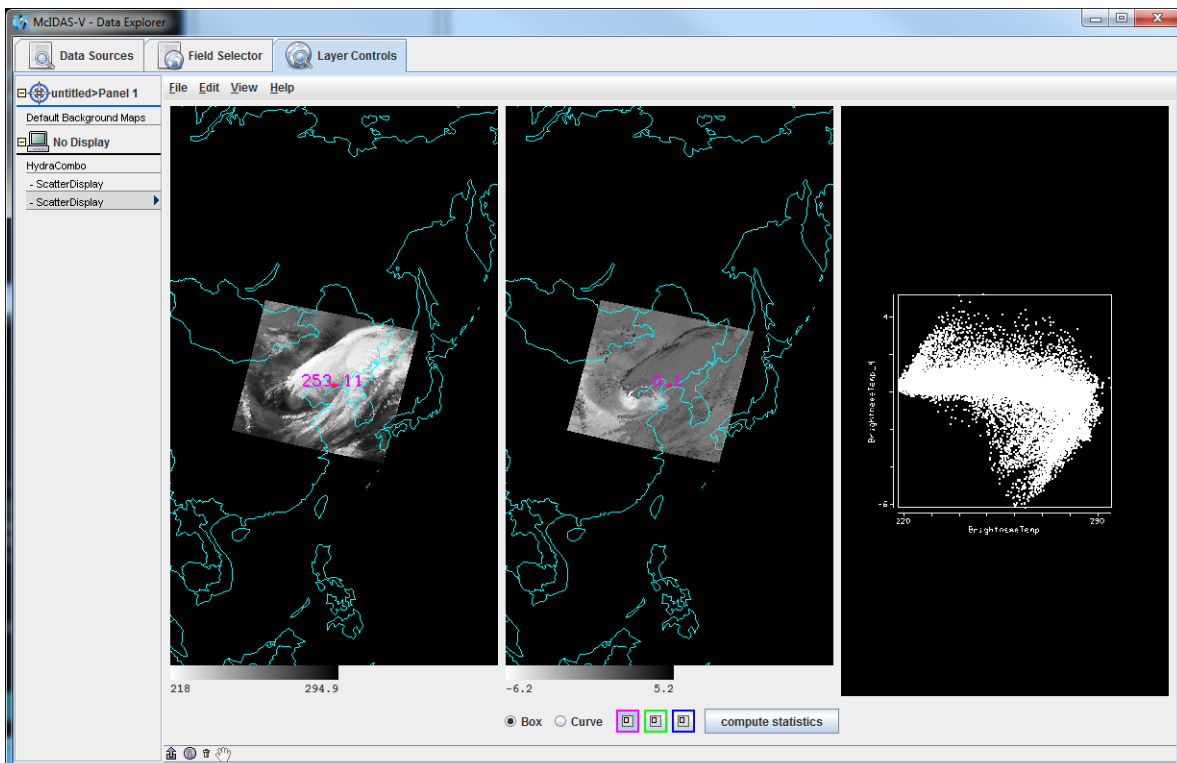 McIDAS-V - Data Explorer
Data Sources
Field Selector
Layer Controls
untitled>Panel 1
Default Background Maps
No Display
HydraCombo
- ScatterDisplay
- ScatterDisplay
File Edit View Help
253.11
4
BrightnessTemp_4
-6
220 290
BrightnessTemp
218 294.9
-6.2 5.2
Box
Curve
compute statistics